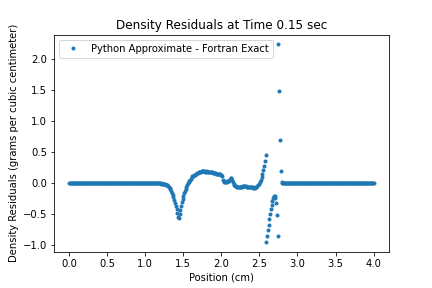 Density Residuals at Time 0.15 sec
Density Residuals (grams per cubic centimeter)
Python Approximate - Fortran Exact
2.0
1.5
1.0
0.5
0.0
−0.5
−1.0
0.0 0.5 1.0 1.5 2.0 2.5 3.0 3.5 4.0
Position (cm)